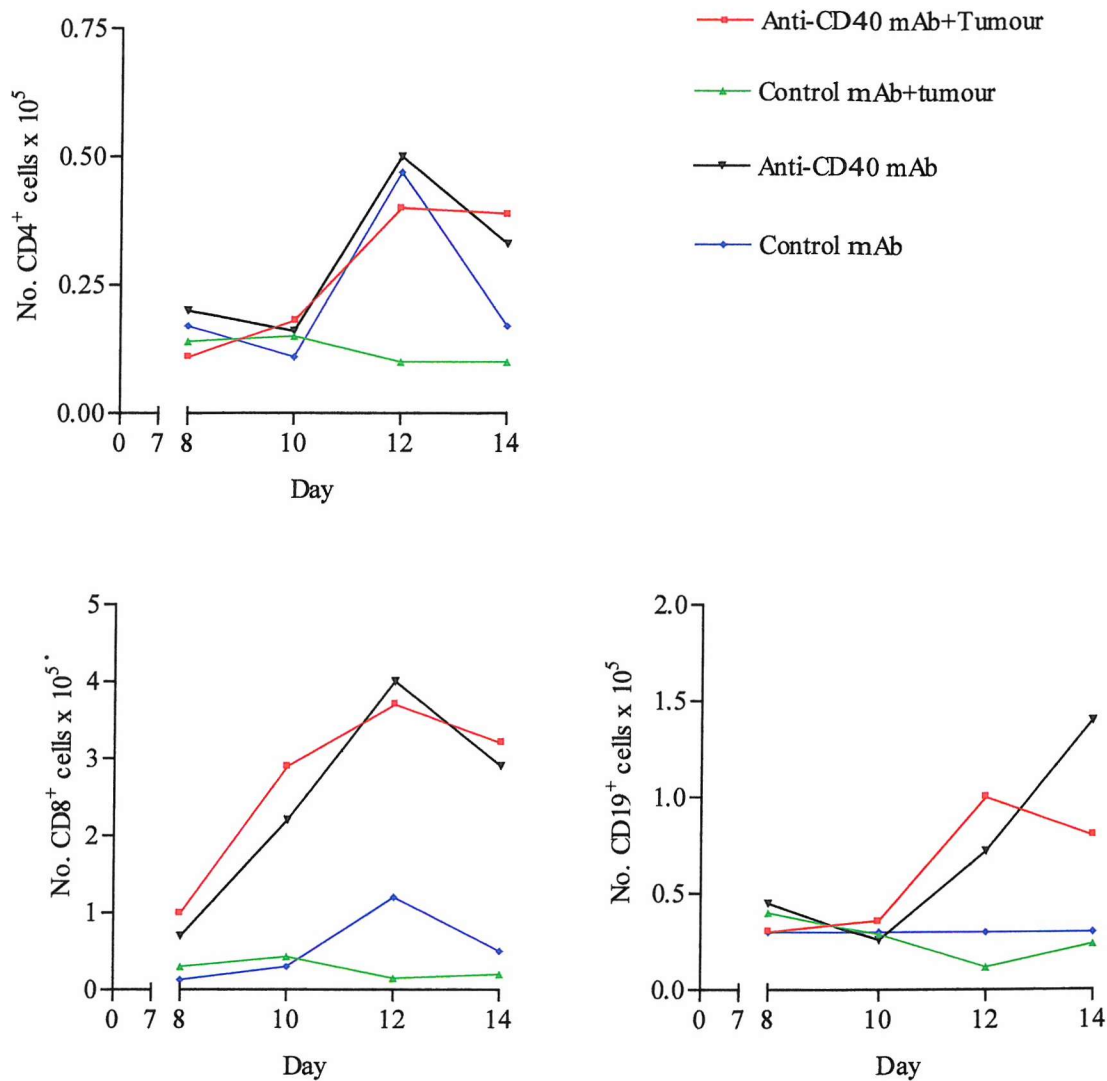 Anti-CD40 mAb+Tumour
Control mAb+tumour
Anti-CD40 mAb
Control mAb
No. CD4+ cells x 10^5
0.75
0.50
0.25
0.00
0 7 8 10 12 14
Day
No. CD8+ cells x 10^5
5
4
3
2
1
0
0 7 8 10 12 14
Day
No. CD19+ cells x 10^5
2.0
1.5
1.0
0.5
0.0
0 7 8 10 12 14
Day